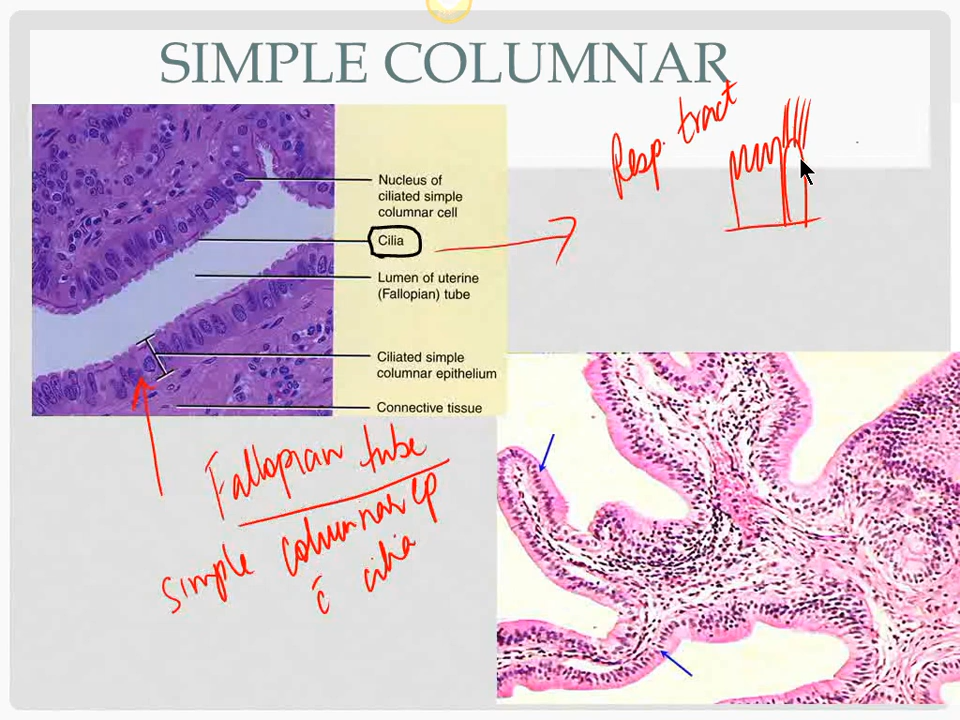 SIMPLE COLUMNAR
Resp. tract
Nucleus of
ciliated simple
columnar cell
Cilia
Lumen of uterine
(Fallopian) tube
Ciliated simple
columnar epithelium
Connective tissue
Fallopian tube
simple columnar ep
c̄ cilia